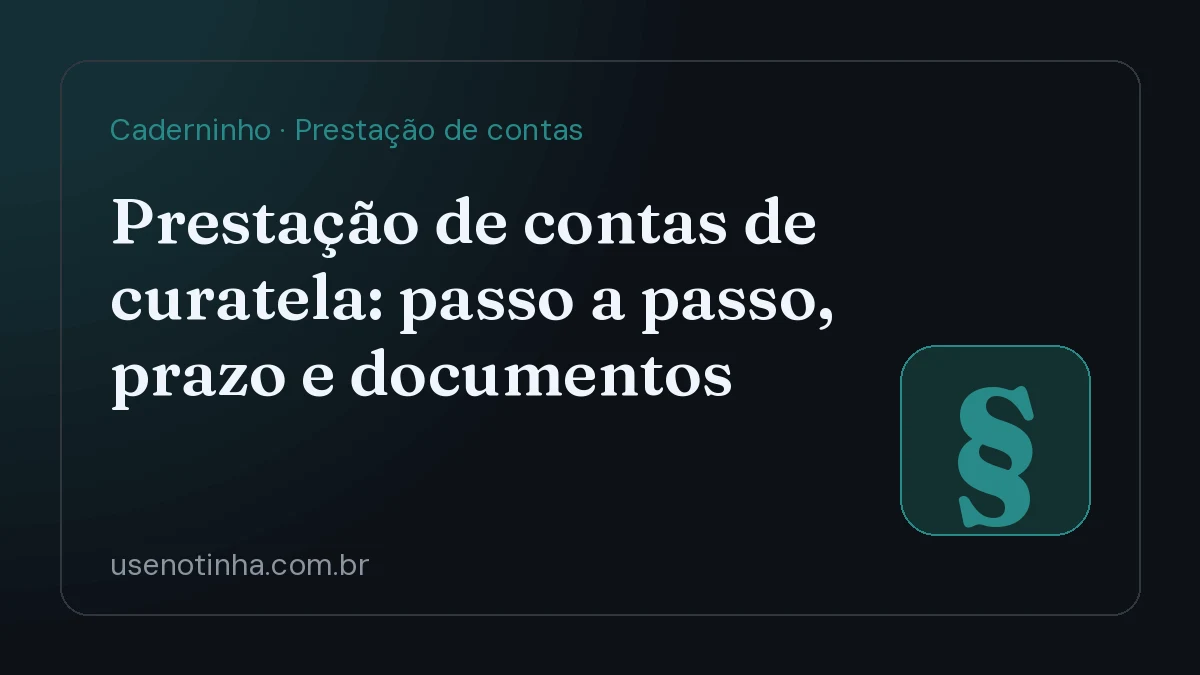 Caderninho · Prestação de contas
Prestação de contas de
curatela: passo a passo,
prazo e documentos
§
usenotinha.com.br